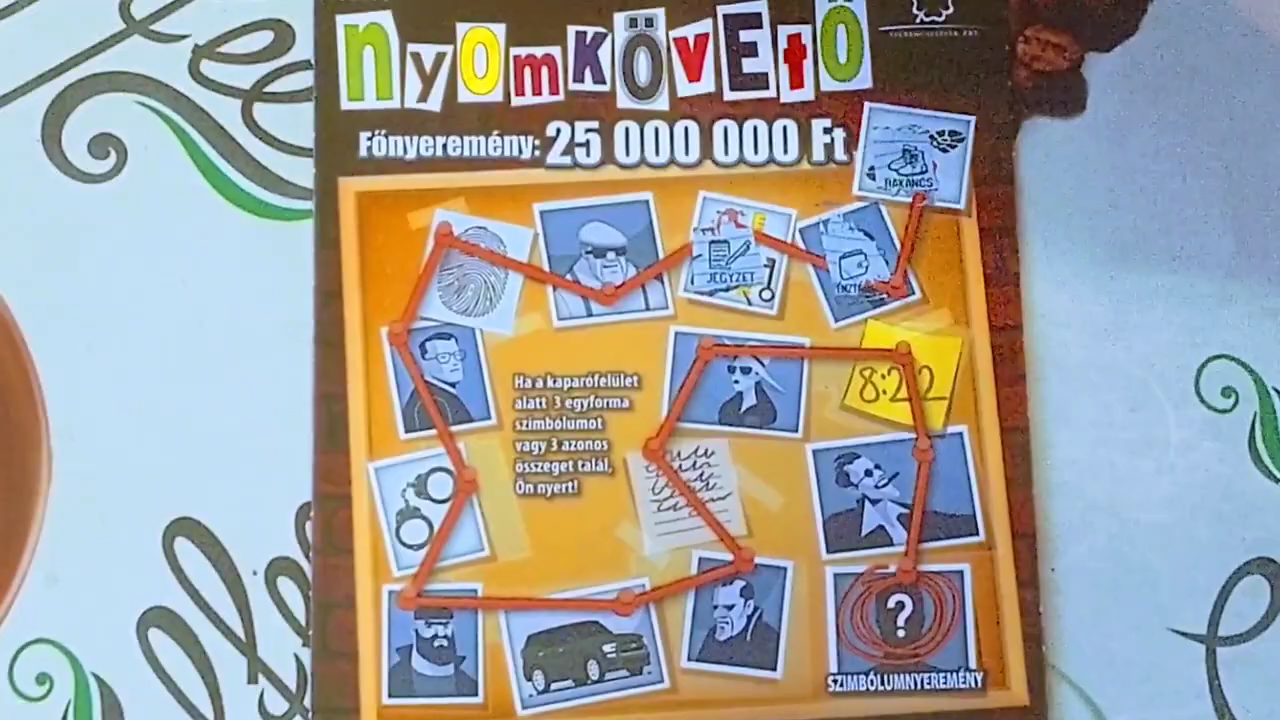 nyomkövető
Főnyeremény: 25 000 000 Ft
BAKANCS
JEGYZET
8:22
Ha a kaparófelület
alatt 3 egyforma
szimbólumot
vagy 3 azonos
összeget talál,
Ön nyert!
?
SZIMBÓLUMNYEREMÉNY